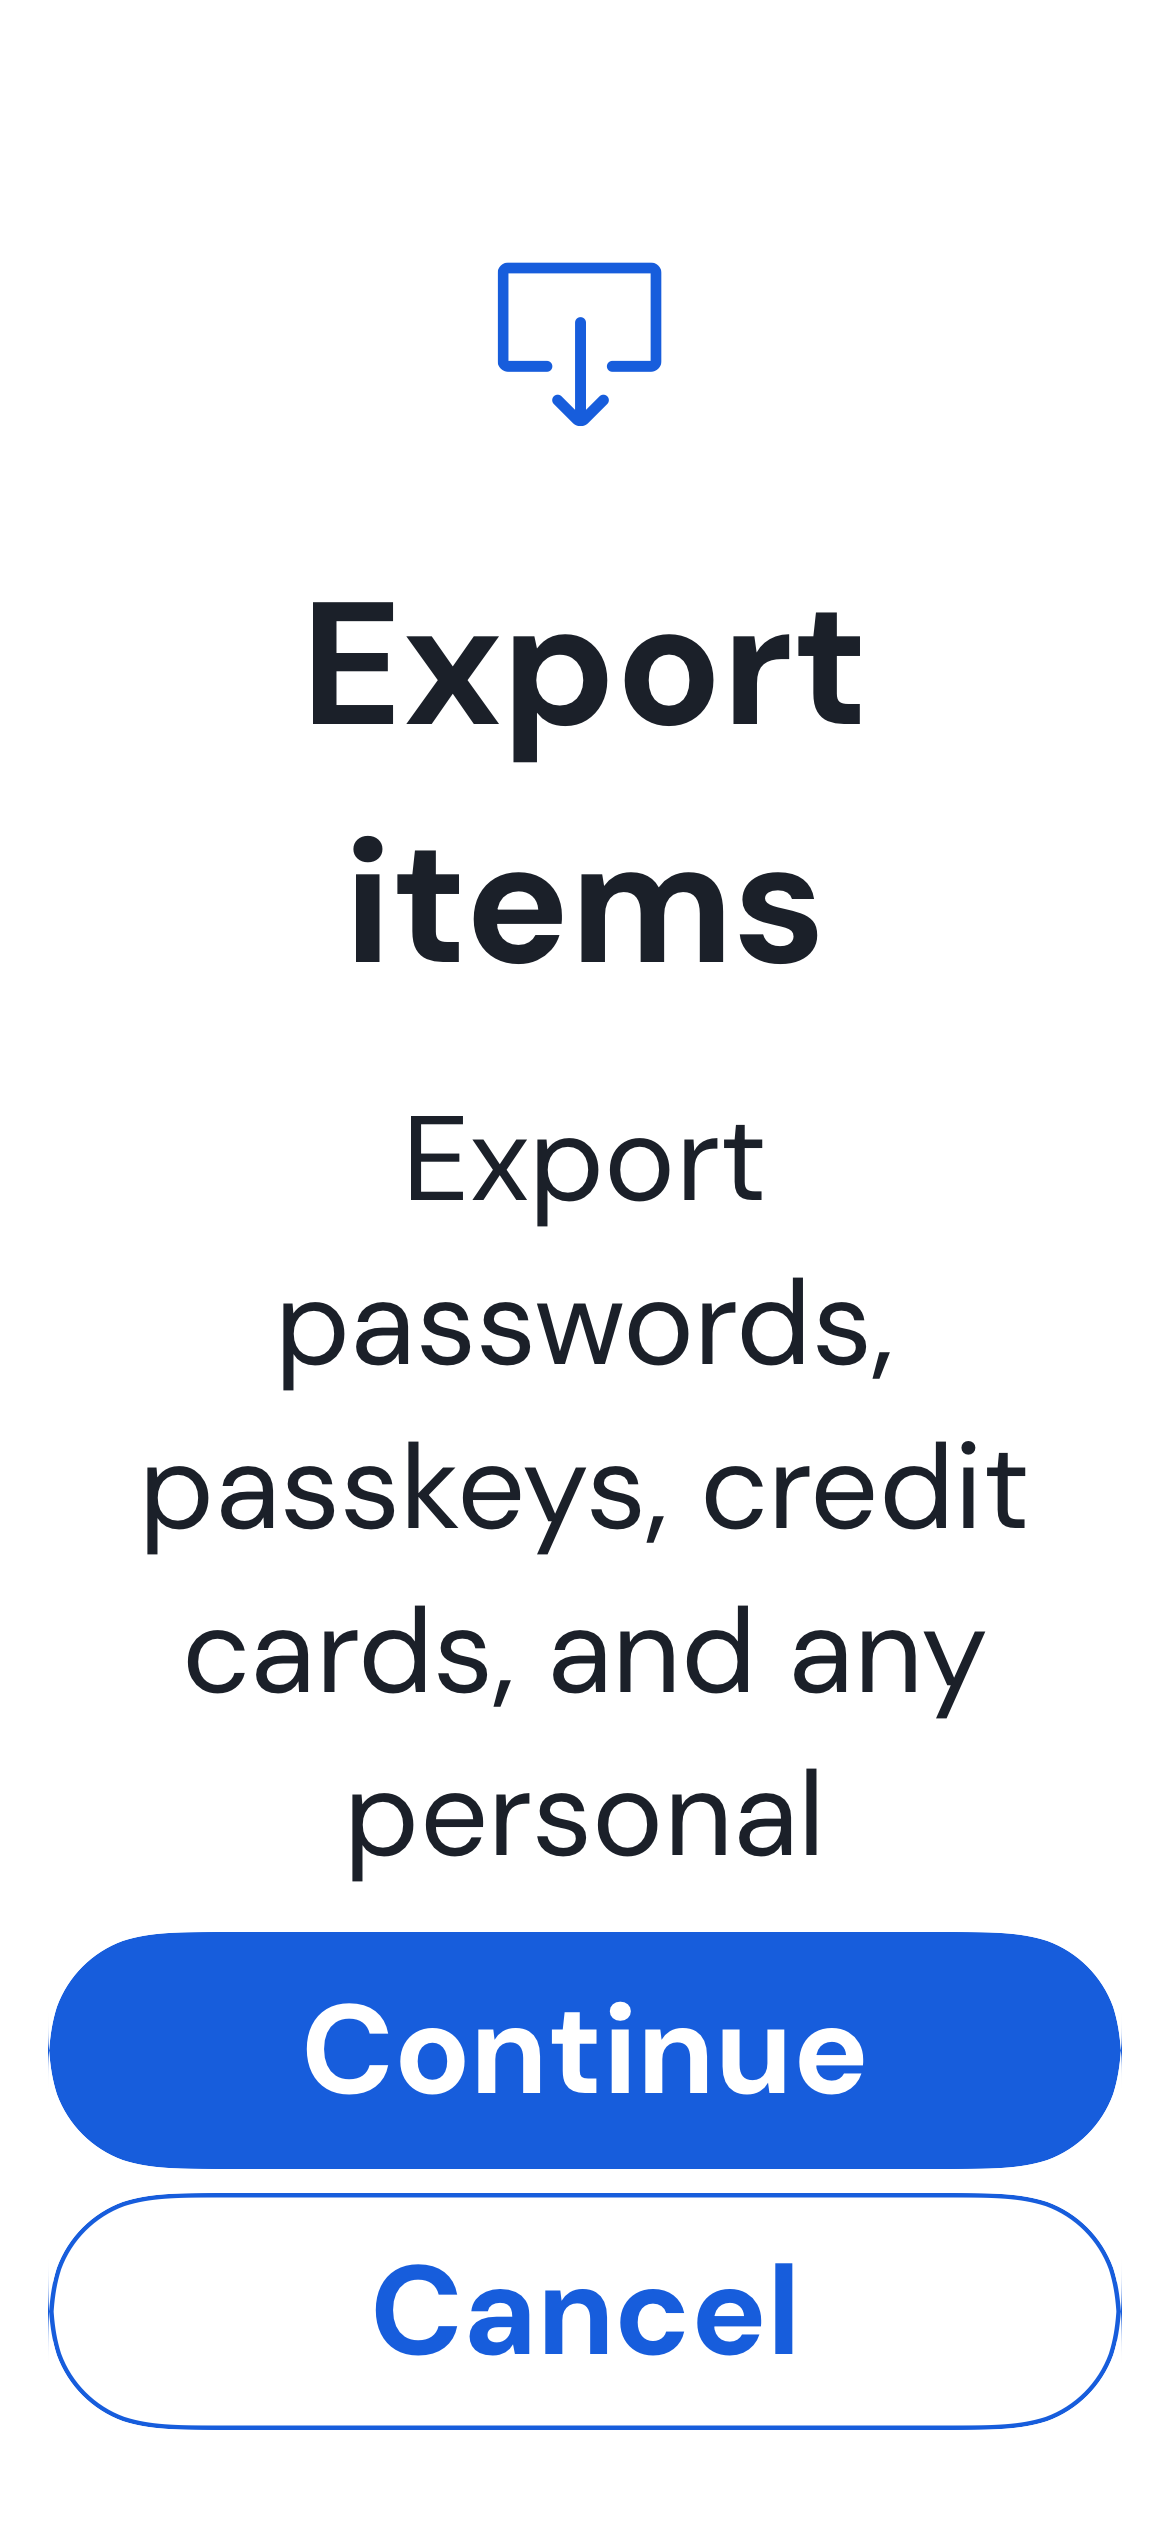 Export
items
Export
passwords,
passkeys, credit
cards, and any
personal
Continue
Cancel